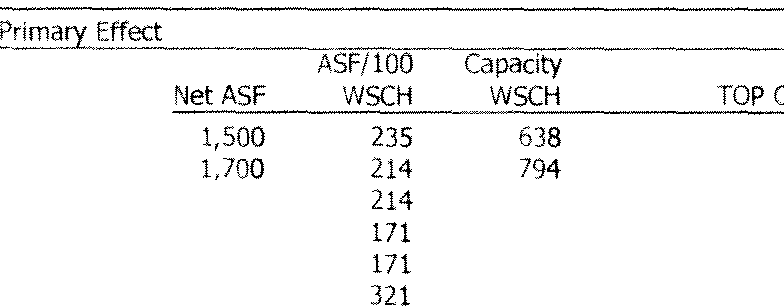 Primary Effect
ASF/100 Capacity
Net ASF WSCH WSCH TOP
1,500 235 638
1,700 214 794
214
171
171
321